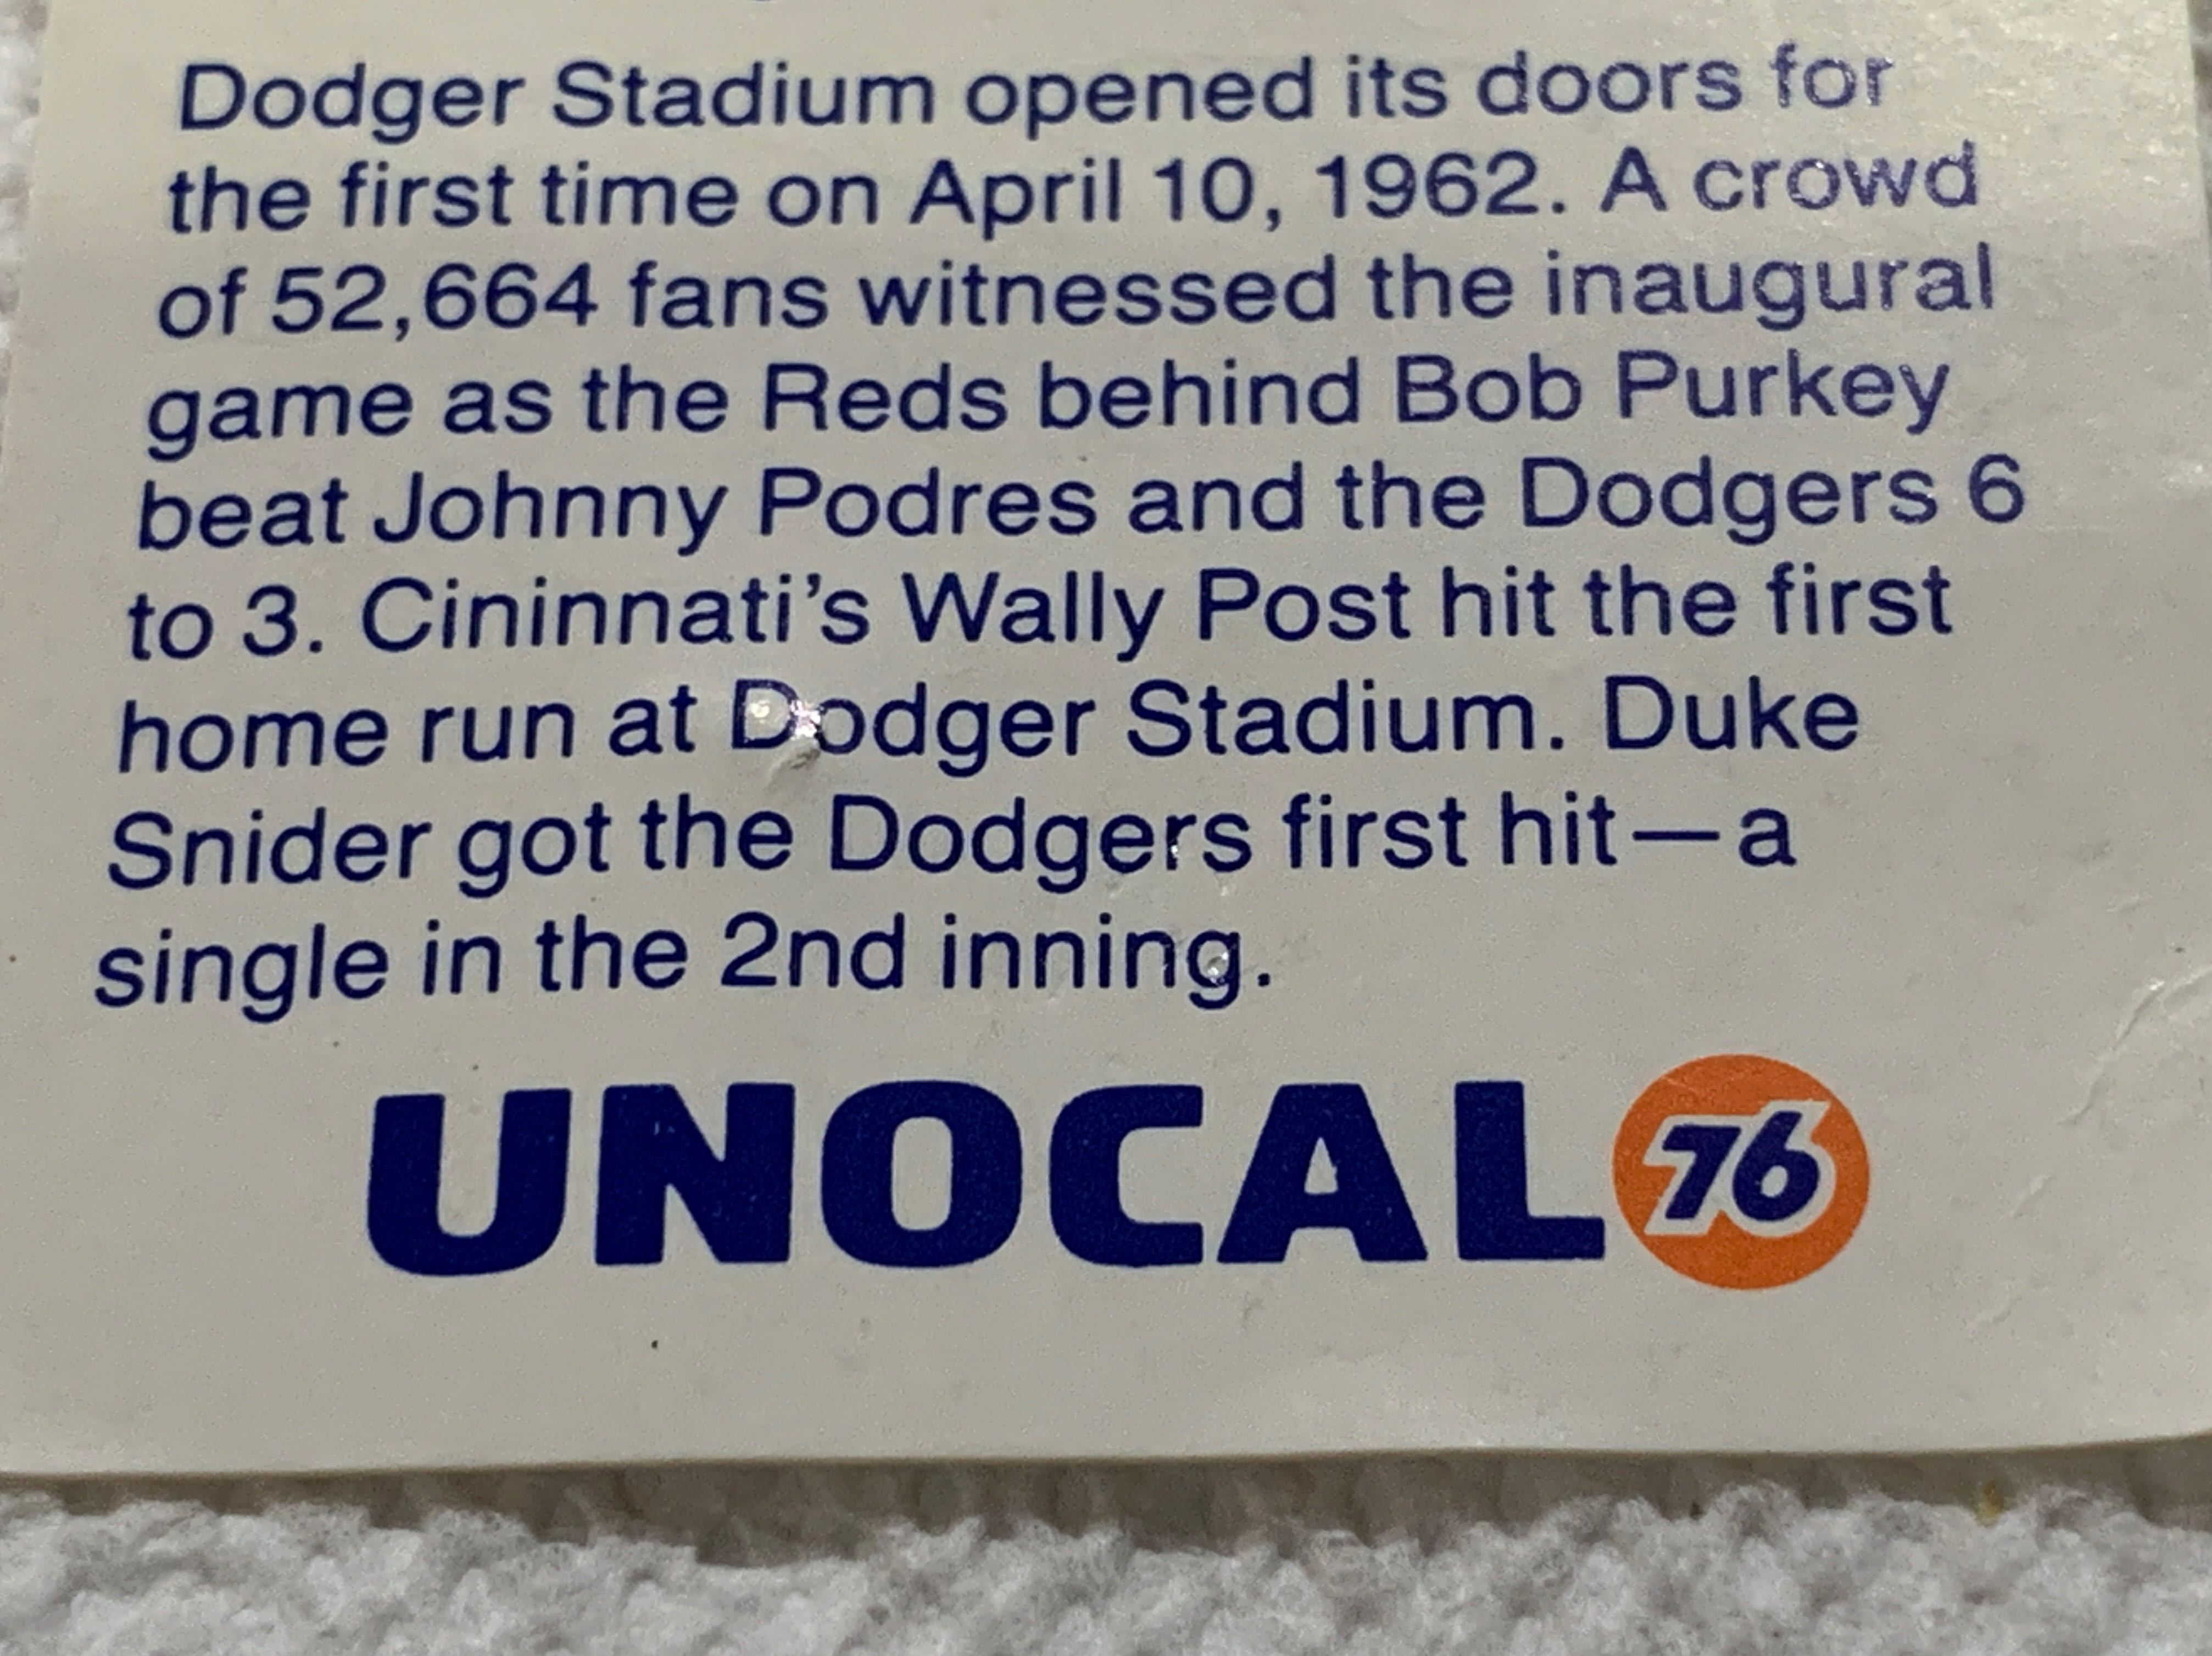 Dodger Stadium opened its doors for
the first time on April 10, 1962. A crowd
of 52,664 fans witnessed the inaugural
game as the Reds behind Bob Purkey
beat Johnny Podres and the Dodgers 6
to 3. Cininnati's Wally Post hit the first
home run at Dodger Stadium. Duke
Snider got the Dodgers first hit—a
single in the 2nd inning.
UNOCAL 76